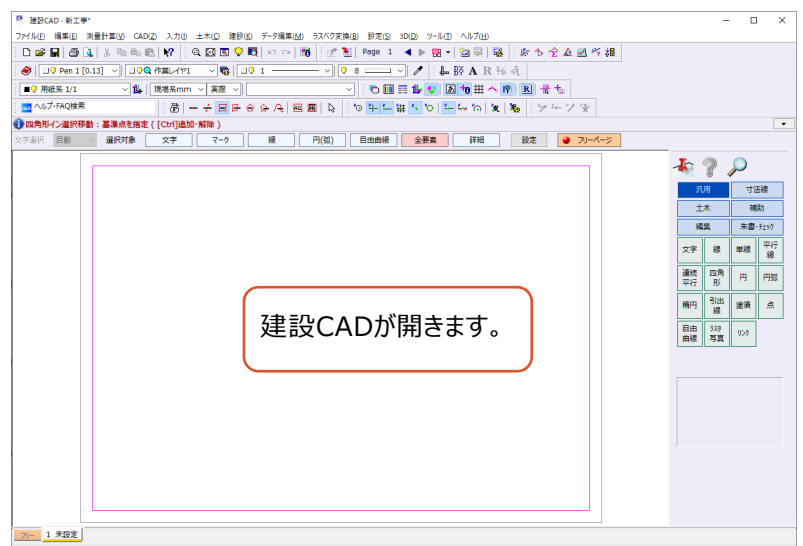 建設CAD - 新工事*
ファイル(F) 編集(E) 測量計算(V) CAD(Z) 入力(I) 土木(C) 建設(K) データ編集(M) ラスベク変換(B) 設定(S) 3D(D) ツール(T) ヘルプ(H)
Page 1
Pen 1 [0.13] 作業レイヤ1 1 8
用紙系 1/1 現場系mm 実際
ヘルプ・FAQ検索
四角形イン選択移動：基準点を指定 ( [Ctrl]追加・解除 )
文字選択 自動 選択対象 文字 マーク 線 円(弧) 自由曲線 全要素 詳細 設定 フリーページ
汎用 寸法線
土木 補助
編集 朱書・チェック
文字 線 単線 平行線
連続平行 四角形 円 円弧
楕円 引出線 塗潰 点
自由曲線 ラスタ写真 リンク
建設CADが開きます。
フリー 1 未設定